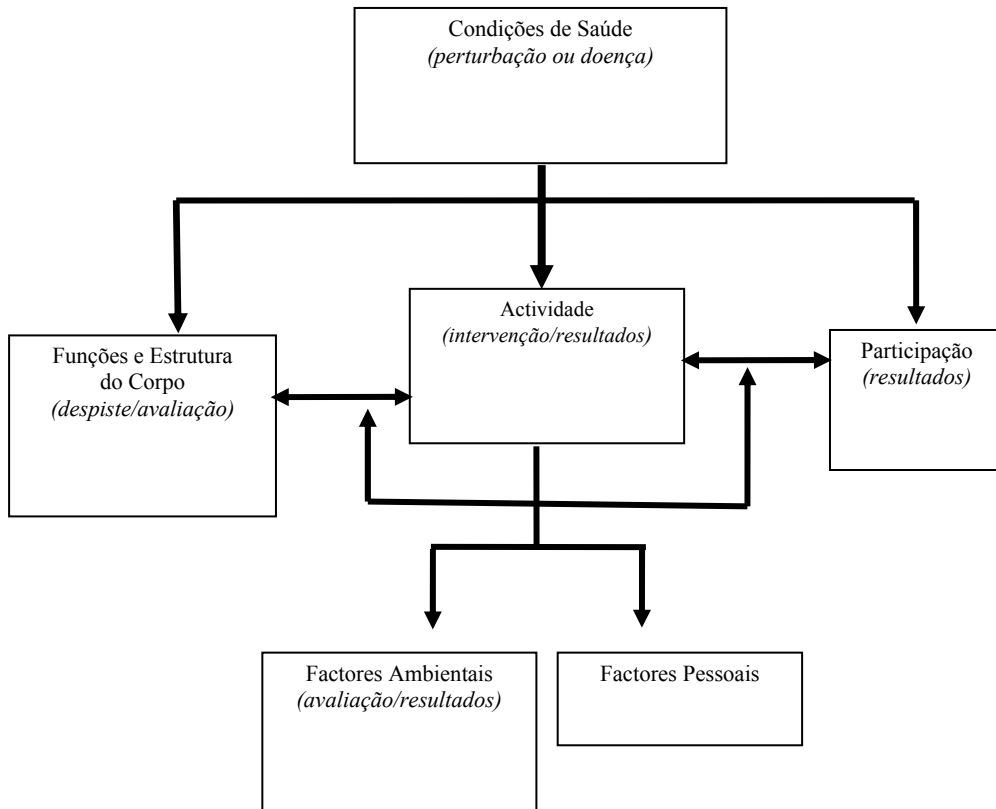 Condições de Saúde
(perturbação ou doença)
Actividade
(intervenção/resultados)
Funções e Estrutura
do Corpo
(despiste/avaliação)
Participação
(resultados)
Factores Ambientais
(avaliação/resultados)
Factores Pessoais